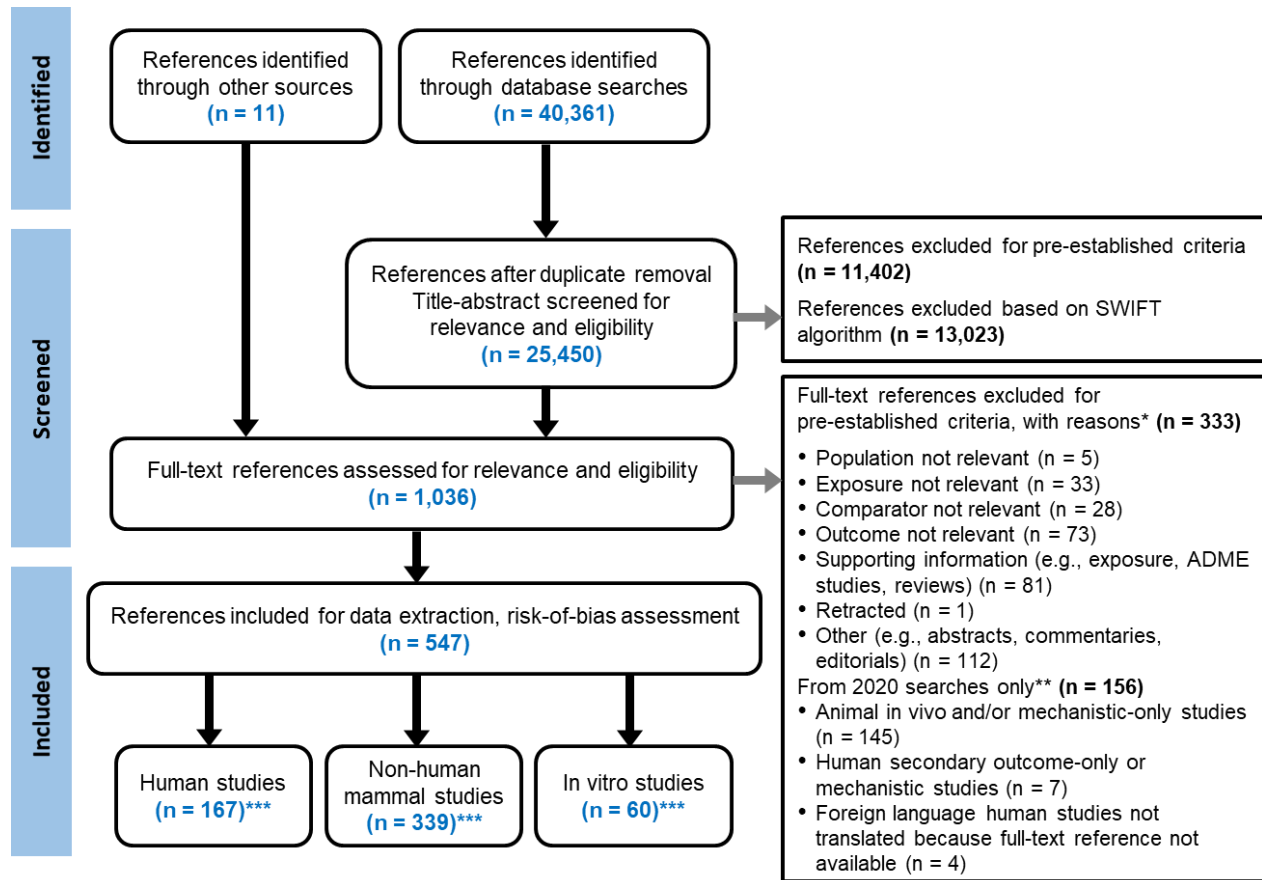 Identified
References identified
through other sources
(n = 11)
References identified
through database searches
(n = 40,361)
Screened
References after duplicate removal
Title-abstract screened for
relevance and eligibility
(n = 25,450)
References excluded for pre-established criteria
(n = 11,402)
References excluded based on SWIFT
algorithm (n = 13,023)
Full-text references assessed for relevance and eligibility
(n = 1,036)
Full-text references excluded for
pre-established criteria, with reasons* (n = 333)
• Population not relevant (n = 5)
• Exposure not relevant (n = 33)
• Comparator not relevant (n = 28)
• Outcome not relevant (n = 73)
• Supporting information (e.g., exposure, ADME
studies, reviews) (n = 81)
• Retracted (n = 1)
• Other (e.g., abstracts, commentaries,
editorials) (n = 112)
From 2020 searches only** (n = 156)
• Animal in vivo and/or mechanistic-only studies
(n = 145)
• Human secondary outcome-only or
mechanistic studies (n = 7)
• Foreign language human studies not
translated because full-text reference not
available (n = 4)
Included
References included for data extraction, risk-of-bias assessment
(n = 547)
Human studies
(n = 167)***
Non-human
mammal studies
(n = 339)***
In vitro studies
(n = 60)***